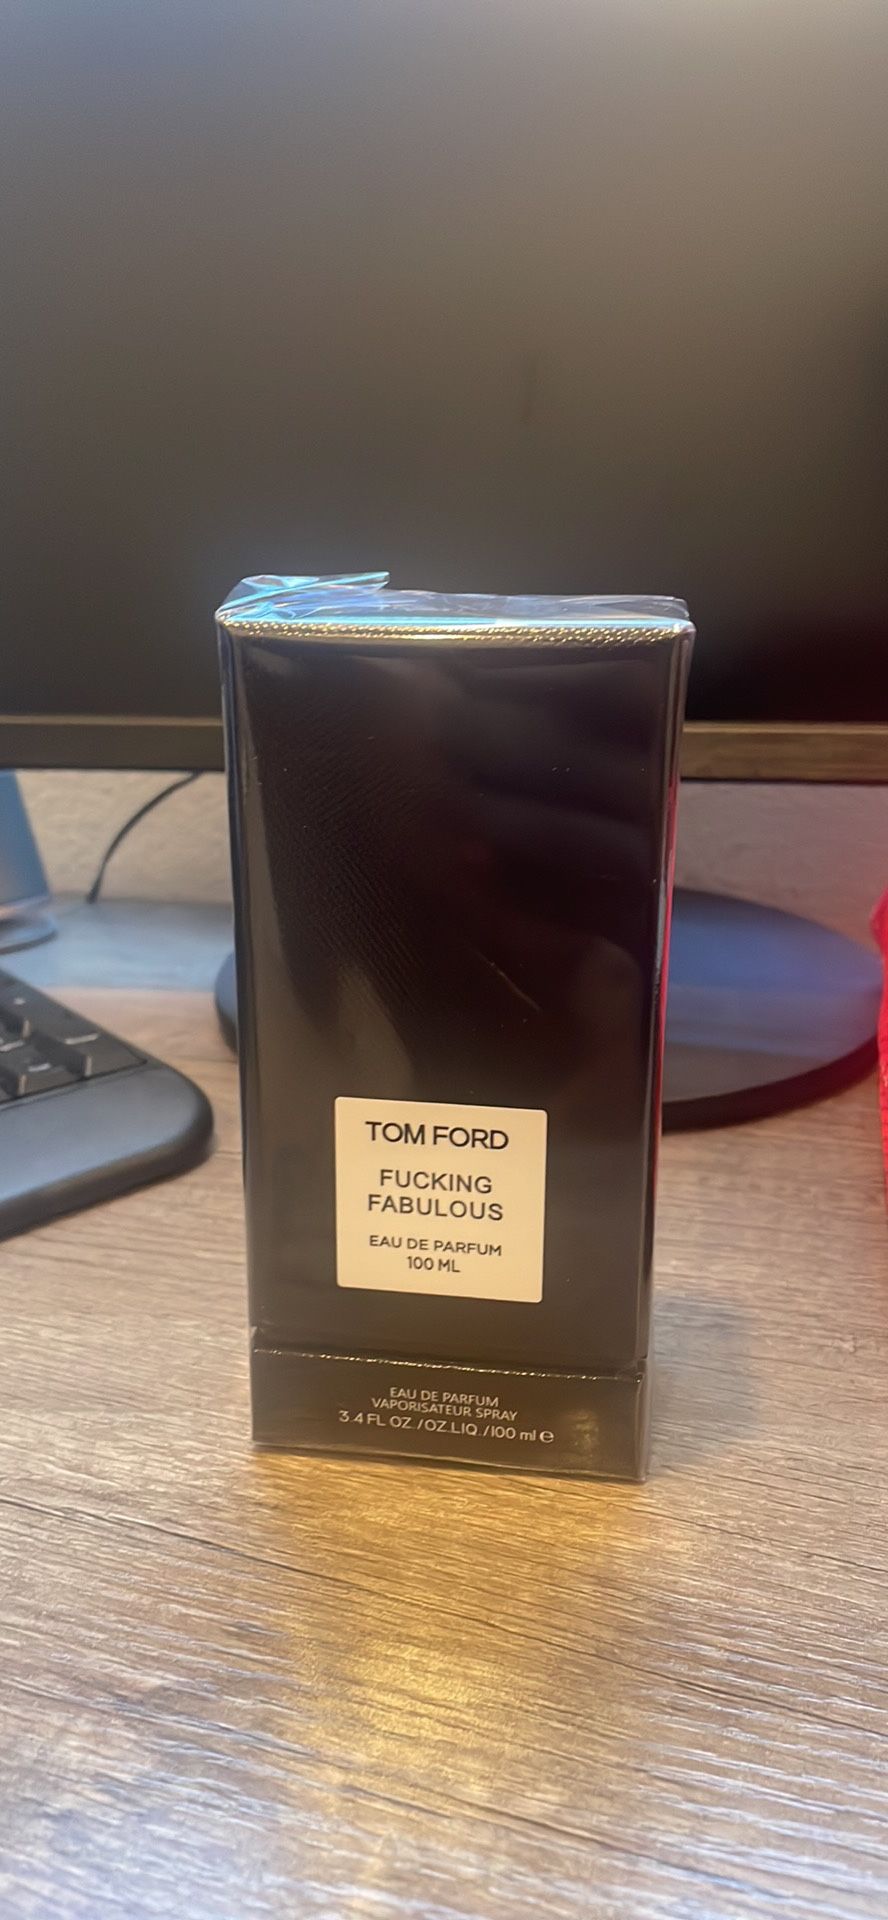 TOM FORD
FUCKING
FABULOUS
EAU DE PARFUM
100 ML
EAU DE PARFUM
VAPORISATEUR SPRAY
3.4 FL OZ./OZ.LIQ./100 ml ℮